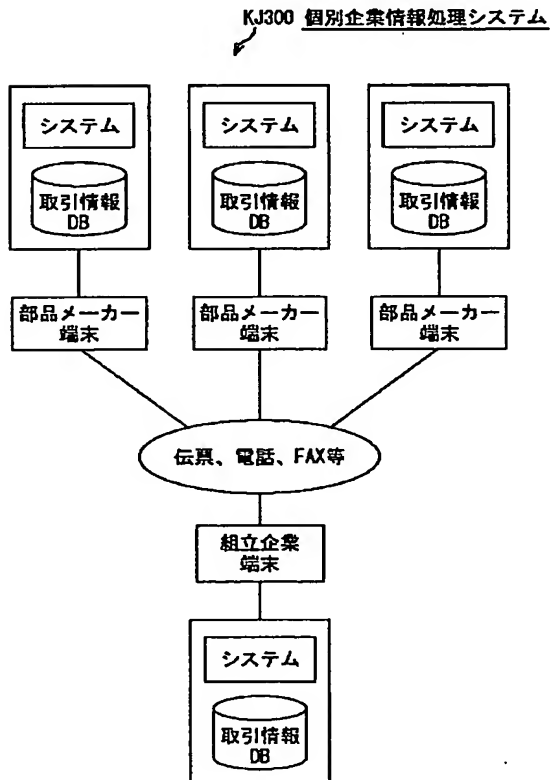 KJ300 個別企業情報処理システム
システム
システム
システム
取引情報
DB
取引情報
DB
取引情報
DB
部品メーカー
端末
部品メーカー
端末
部品メーカー
端末
伝票、電話、FAX等
組立企業
端末
システム
取引情報
DB